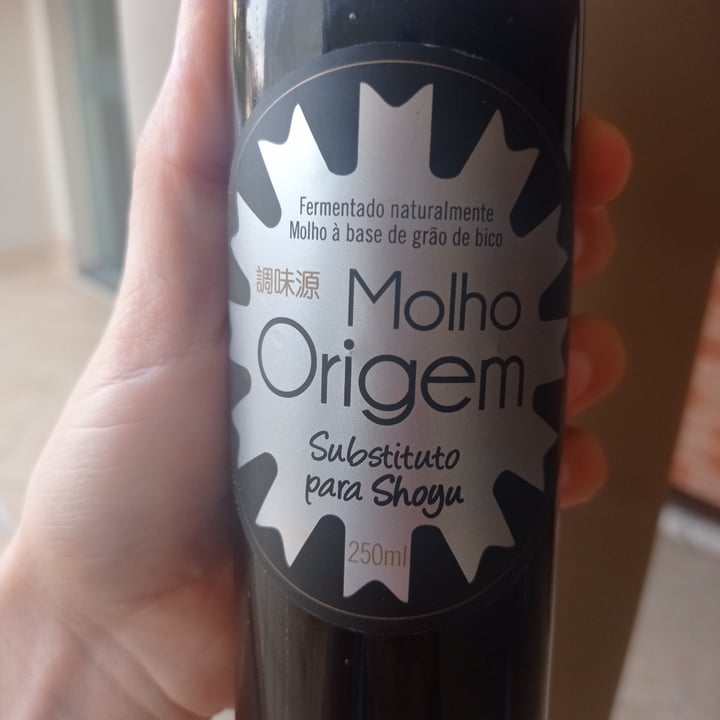 Fermentado naturalmente
Molho à base de grão de bico
調味源 Molho
Origem
Substituto
para Shoyu
250ml